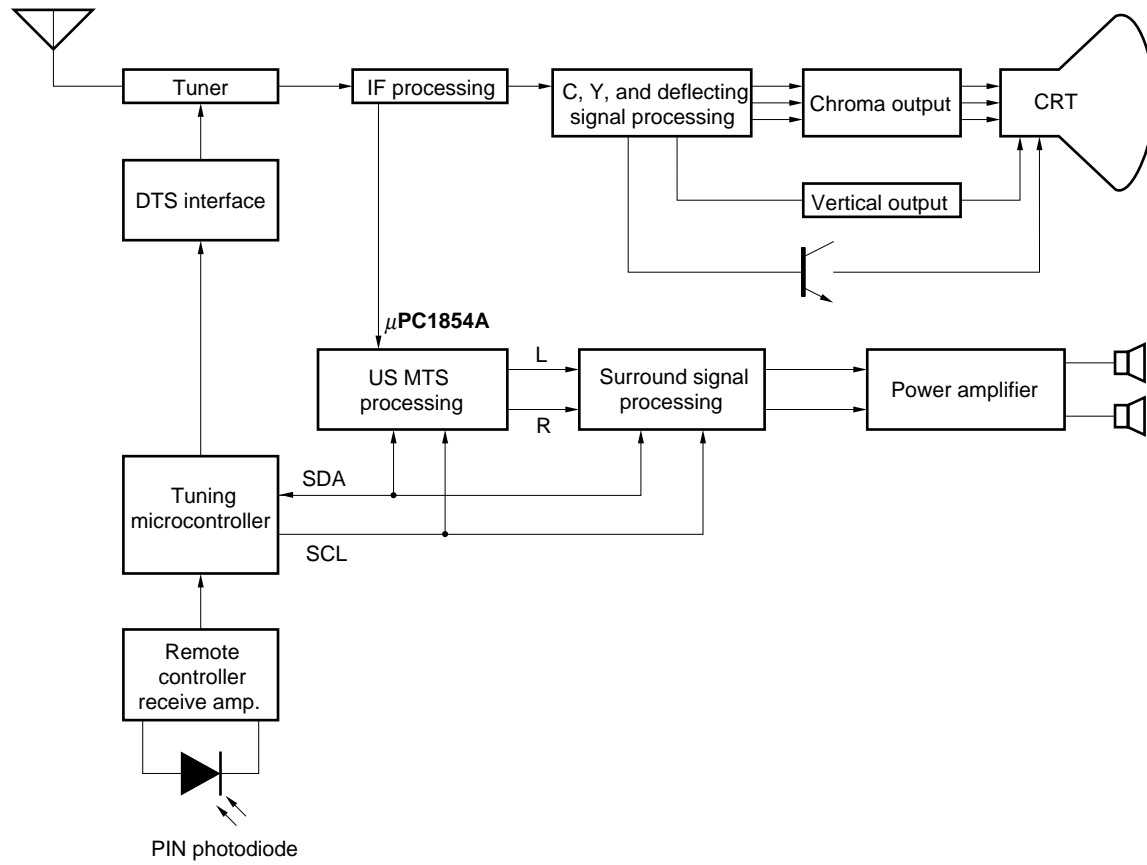 Tuner
IF processing
C, Y, and deflecting
signal processing
Chroma output
CRT
DTS interface
Vertical output
μPC1854A
US MTS
processing
L
R
Surround signal
processing
Power amplifier
Tuning
microcontroller
SDA
SCL
Remote
controller
receive amp.
PIN photodiode